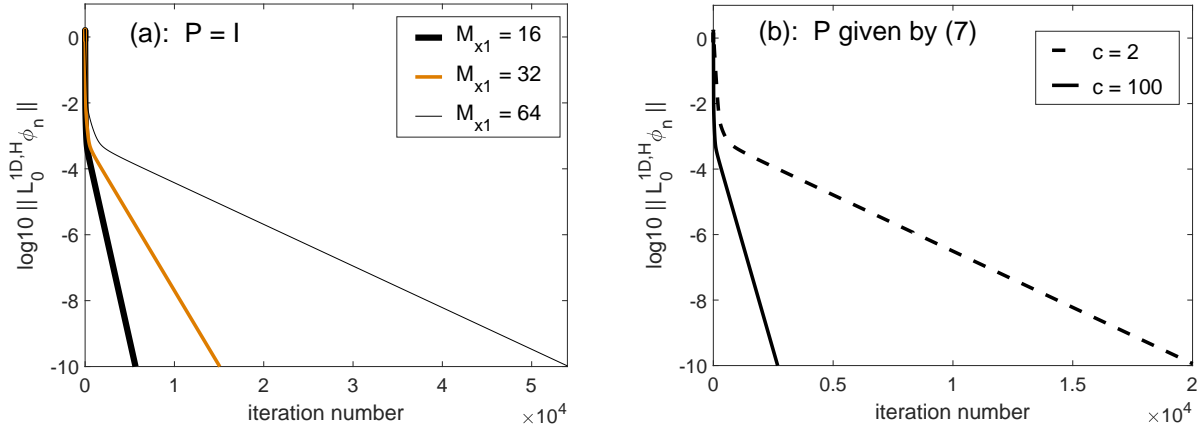 (a): P = I
M_x1 = 16
M_x1 = 32
M_x1 = 64
0
-2
-4
-6
-8
-10
log10 || L_0^{1D,H} ϕ_n ||
0 1 2 3 4 5
×10^4
iteration number
(b): P given by (7)
c = 2
c = 100
0
-2
-4
-6
-8
-10
log10 || L_0^{1D,H} ϕ_n ||
0 0.5 1 1.5 2
×10^4
iteration number